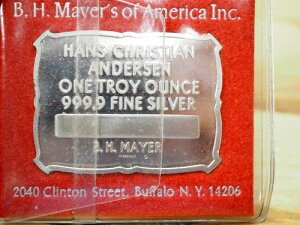 B. H. Mayer's of America Inc.
HANS CHRISTIAN
ANDERSEN
ONE TROY OUNCE
999,9 FINE SILVER
B. H. MAYER
2040 Clinton Street, Buffalo N. Y. 14206